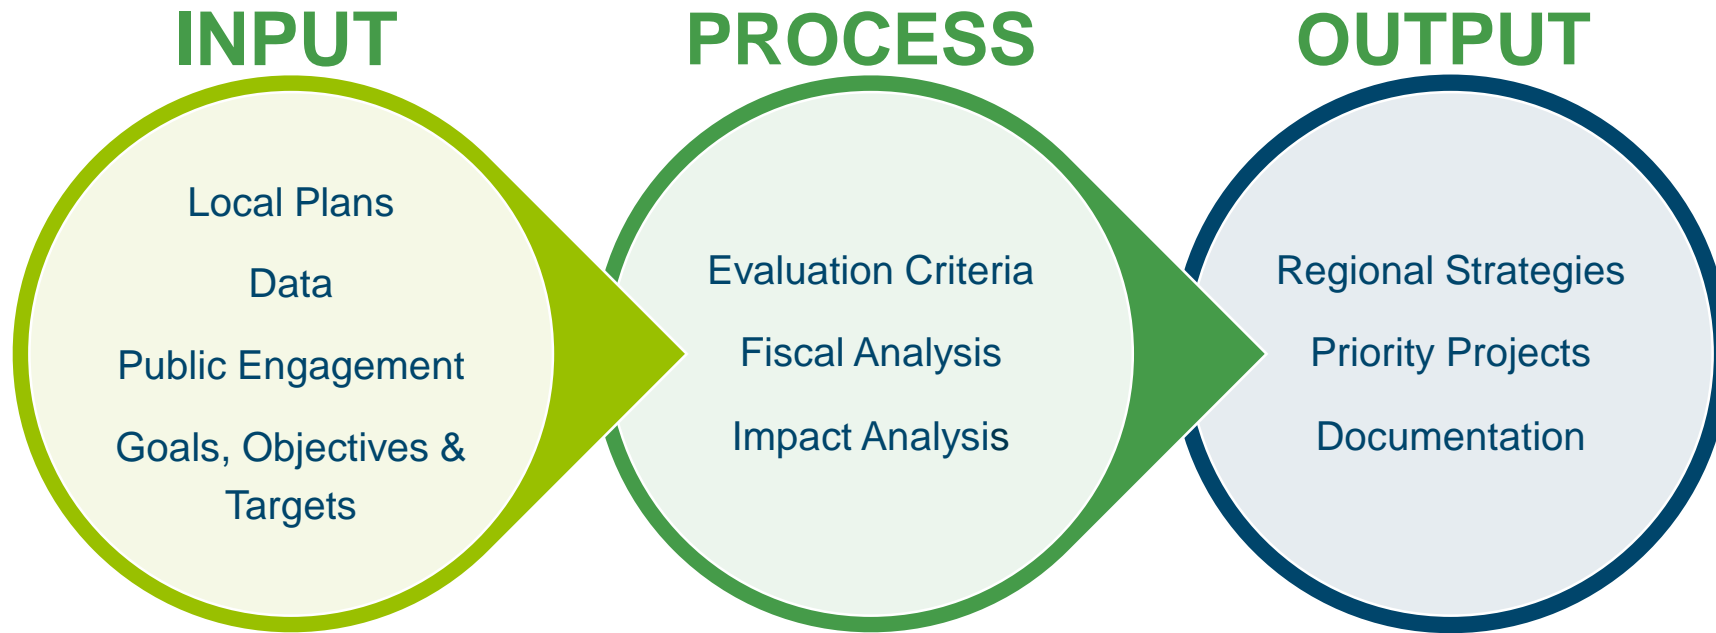 INPUT
Local Plans
Data
Public Engagement
Goals, Objectives &
Targets
PROCESS
Evaluation Criteria
Fiscal Analysis
Impact Analysis
OUTPUT
Regional Strategies
Priority Projects
Documentation